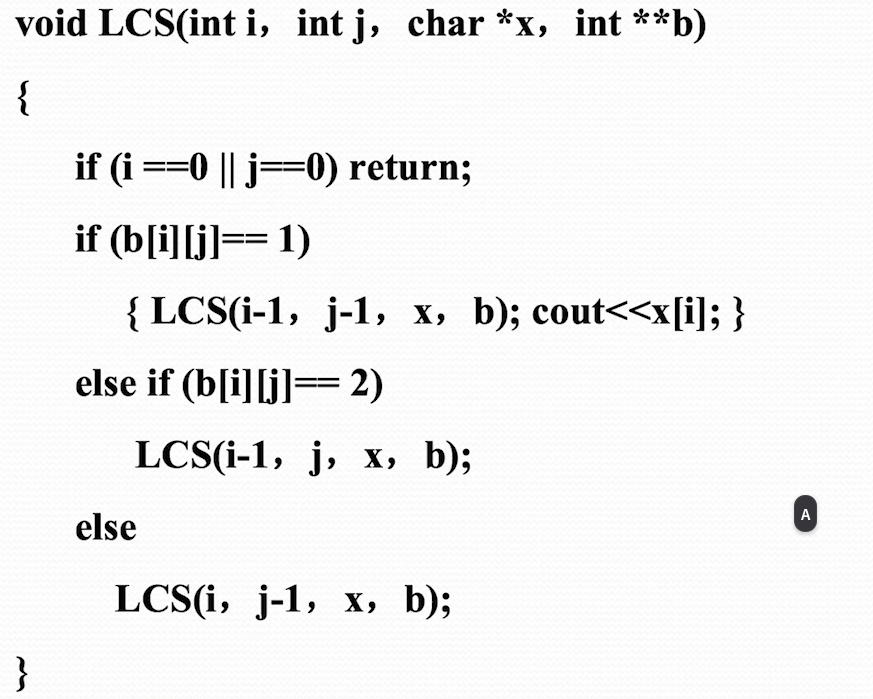 void LCS(int i，int j，char *x，int **b)
{
if (i ==0 || j==0) return;
if (b[i][j]== 1)
{ LCS(i-1，j-1，x，b); cout<<x[i]; }
else if (b[i][j]== 2)
LCS(i-1，j，x，b);
else
A
LCS(i，j-1，x，b);
}